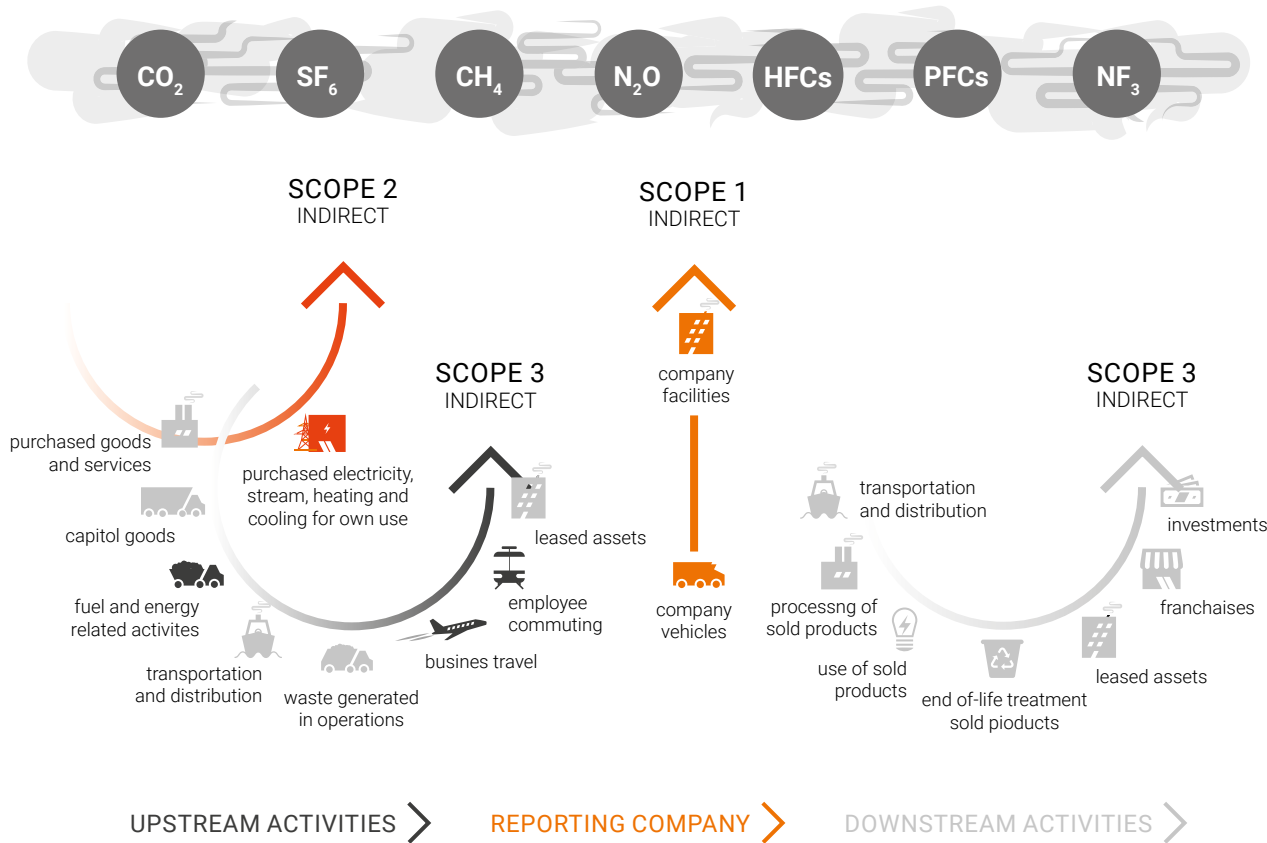 CO₂
SF₆
CH₄
N₂O
HFCs
PFCs
NF₃
SCOPE 2
INDIRECT
SCOPE 1
INDIRECT
SCOPE 3
INDIRECT
SCOPE 3
INDIRECT
purchased goods
and services
capitol goods
fuel and energy
related activites
transportation
and distribution
waste generated
in operations
busines travel
employee
commuting
leased assets
purchased electricity,
stream, heating and
cooling for own use
company
facilities
company
vehicles
transportation
and distribution
processng of
sold products
use of sold
products
end of-life treatment
sold pioducts
leased assets
franchaises
investments
UPSTREAM ACTIVITIES
REPORTING COMPANY
DOWNSTREAM ACTIVITIES